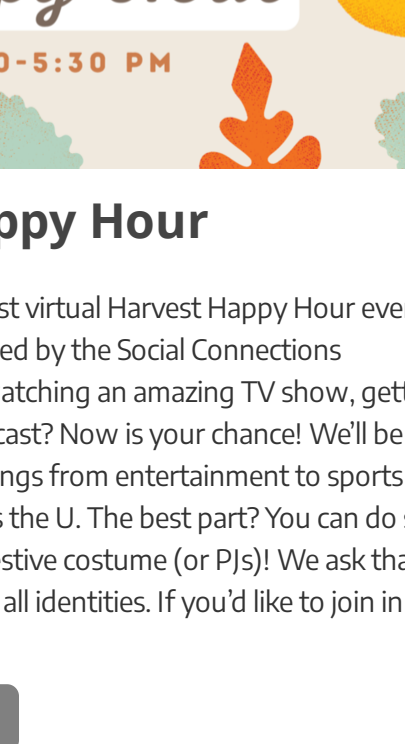 0-5:30 PM
ppy Hour
st virtual Harvest Happy Hour eve
ed by the Social Connections
atching an amazing TV show, gett
cast? Now is your chance! We’ll be
ngs from entertainment to sports
s the U. The best part? You can do s
stive costume (or PJs)! We ask tha
all identities. If you’d like to join in